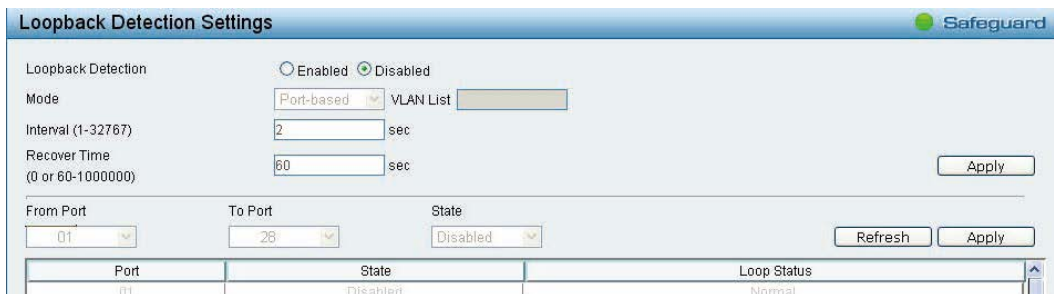 Loopback Detection Settings
Safeguard
Loopback Detection Enabled Disabled
Mode Port-based VLAN List
Interval (1-32767) 2 sec
Recover Time
(0 or 60-1000000) 60 sec
Apply
From Port To Port State
01 28 Disabled Refresh Apply
Port State Loop Status
01 Disabled Normal